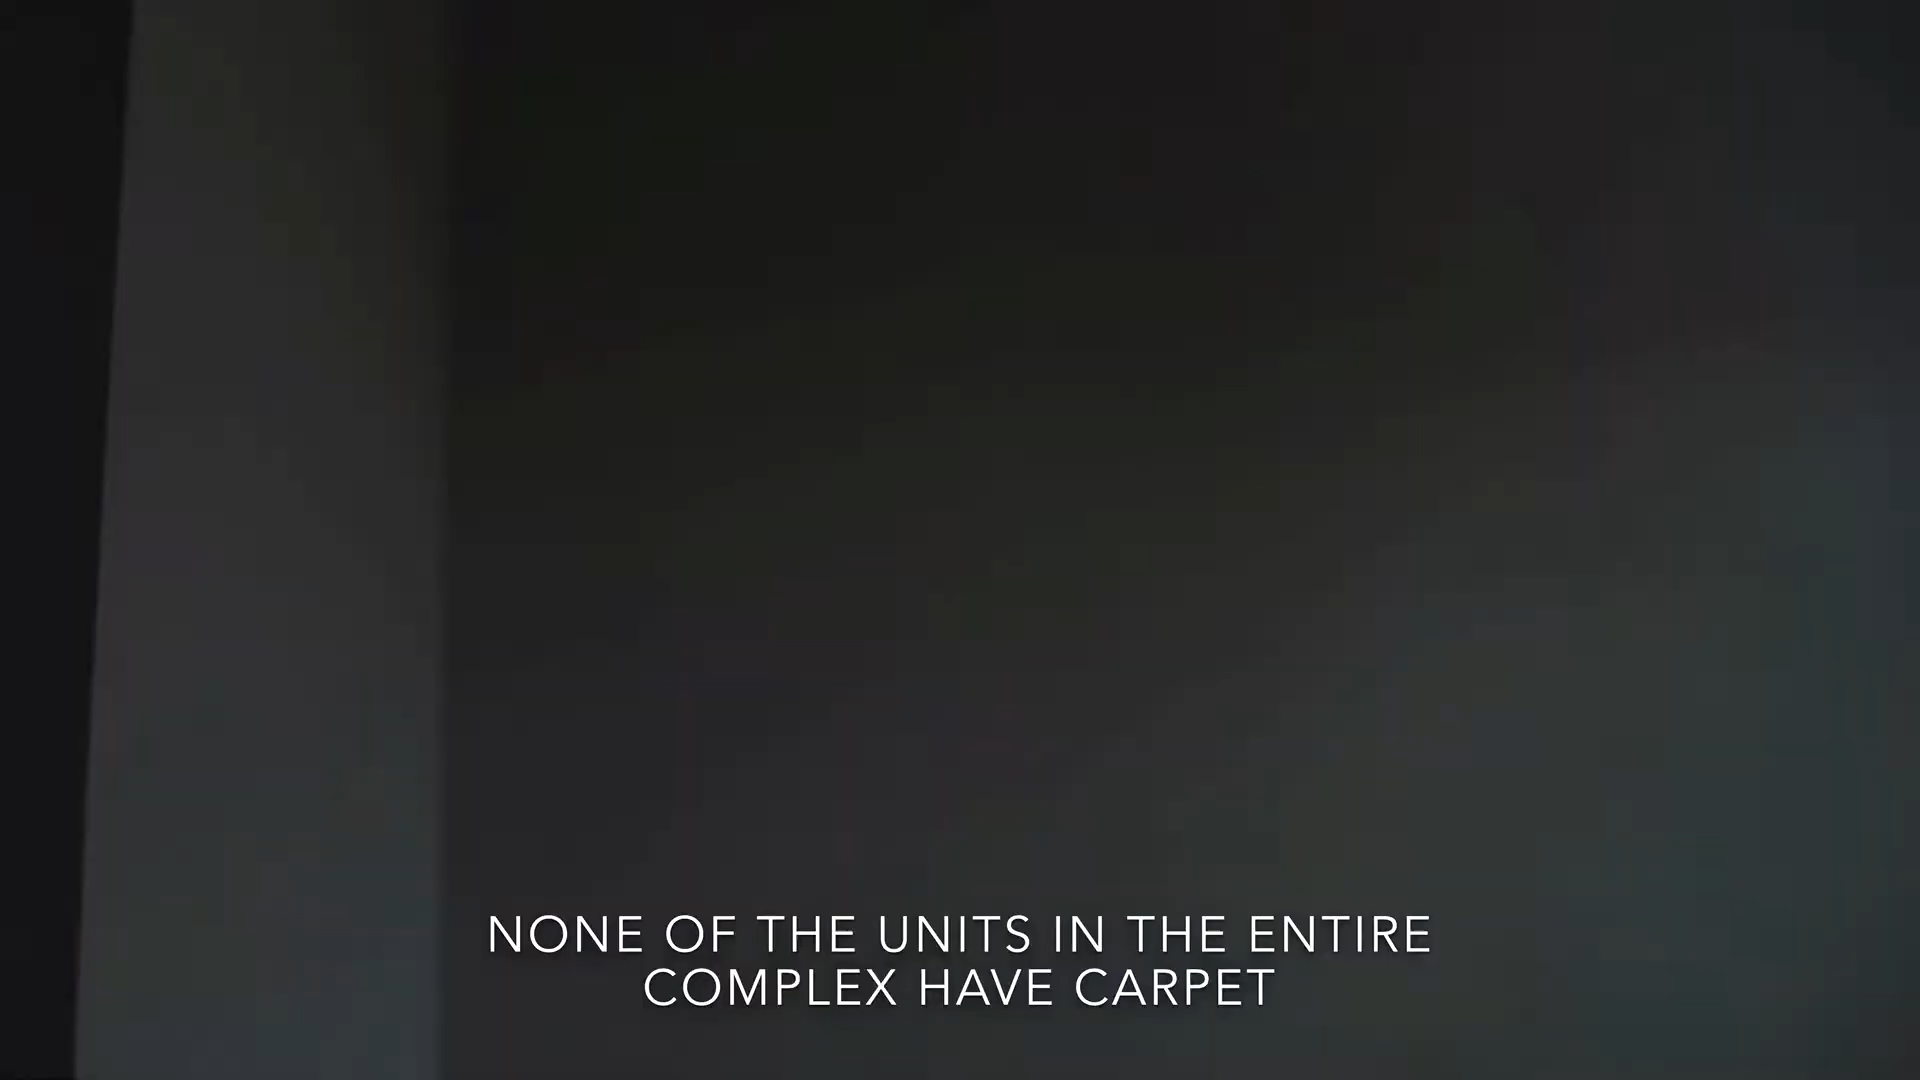 NONE OF THE UNITS IN THE ENTIRE
COMPLEX HAVE CARPET